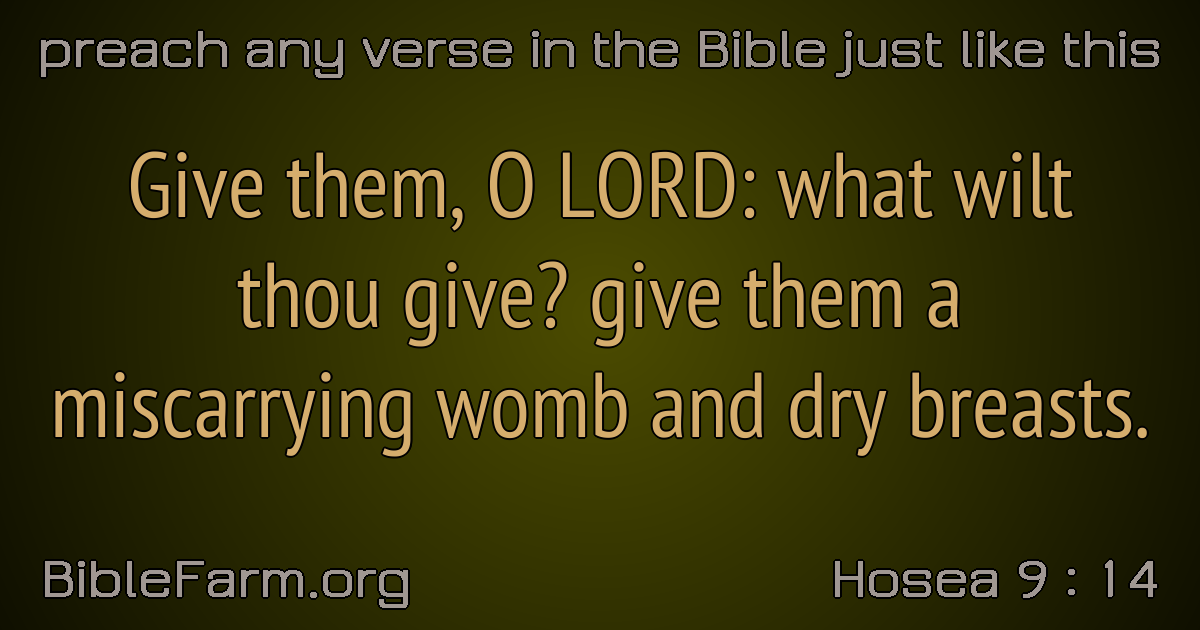 preach any verse in the Bible just like this
Give them, O LORD: what wilt
thou give? give them a
miscarrying womb and dry breasts.
BibleFarm.org
Hosea 9 : 14